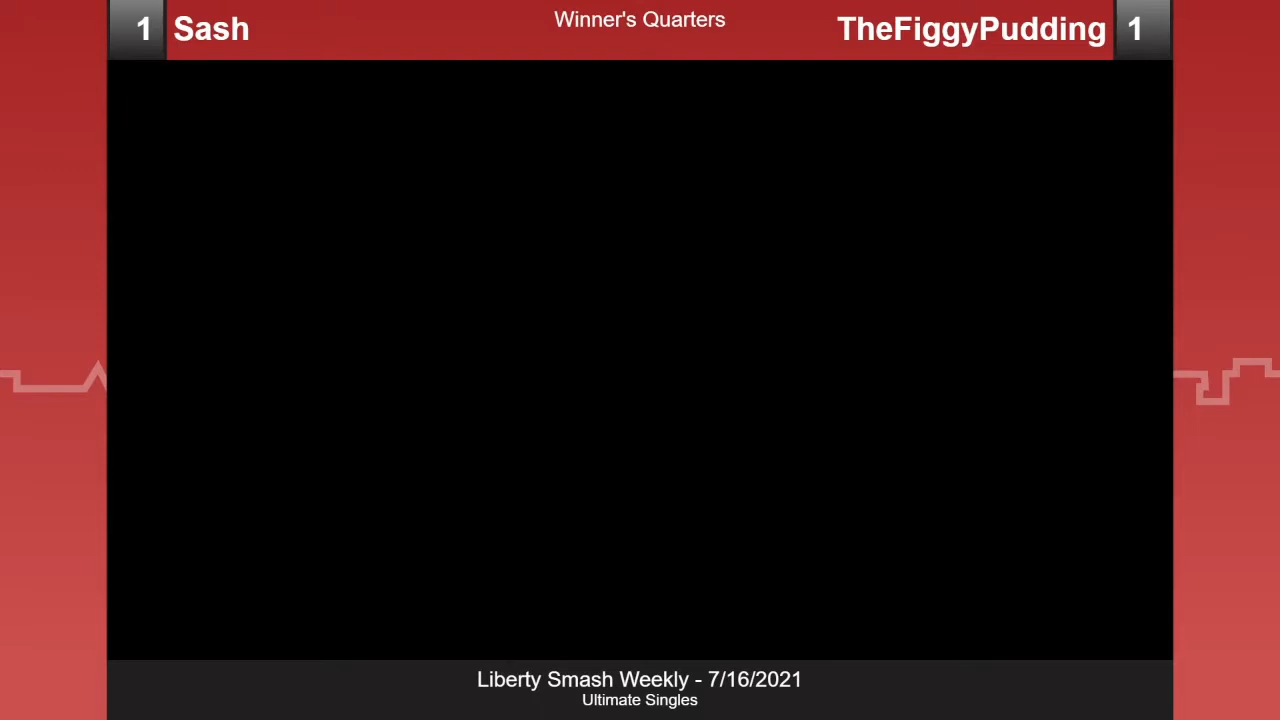 1 Sash
Winner's Quarters
TheFiggyPudding 1
Liberty Smash Weekly - 7/16/2021
Ultimate Singles